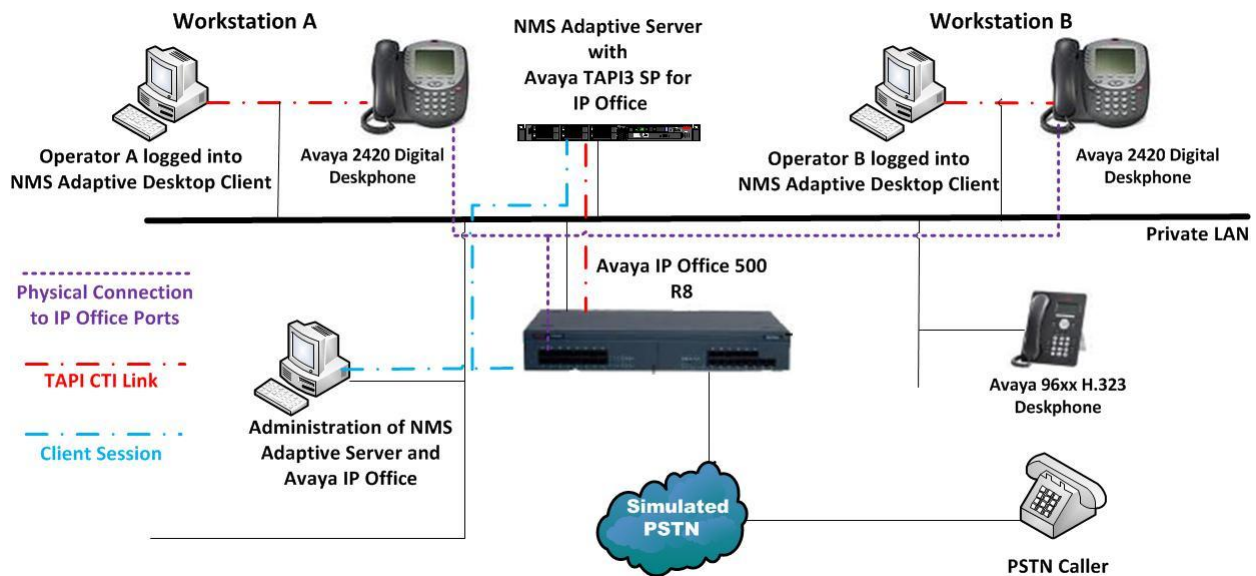 Workstation A
NMS Adaptive Server
with
Avaya TAPI3 SP for
IP Office
Workstation B
Operator A logged into
NMS Adaptive Desktop Client
Avaya 2420 Digital
Deskphone
Operator B logged into
NMS Adaptive Desktop Client
Avaya 2420 Digital
Deskphone
Private LAN
Physical Connection
to IP Office Ports
TAPI CTI Link
Client Session
Avaya IP Office 500
R8
Administration of NMS
Adaptive Server and
Avaya IP Office
Avaya 96xx H.323
Deskphone
Simulated
PSTN
PSTN Caller